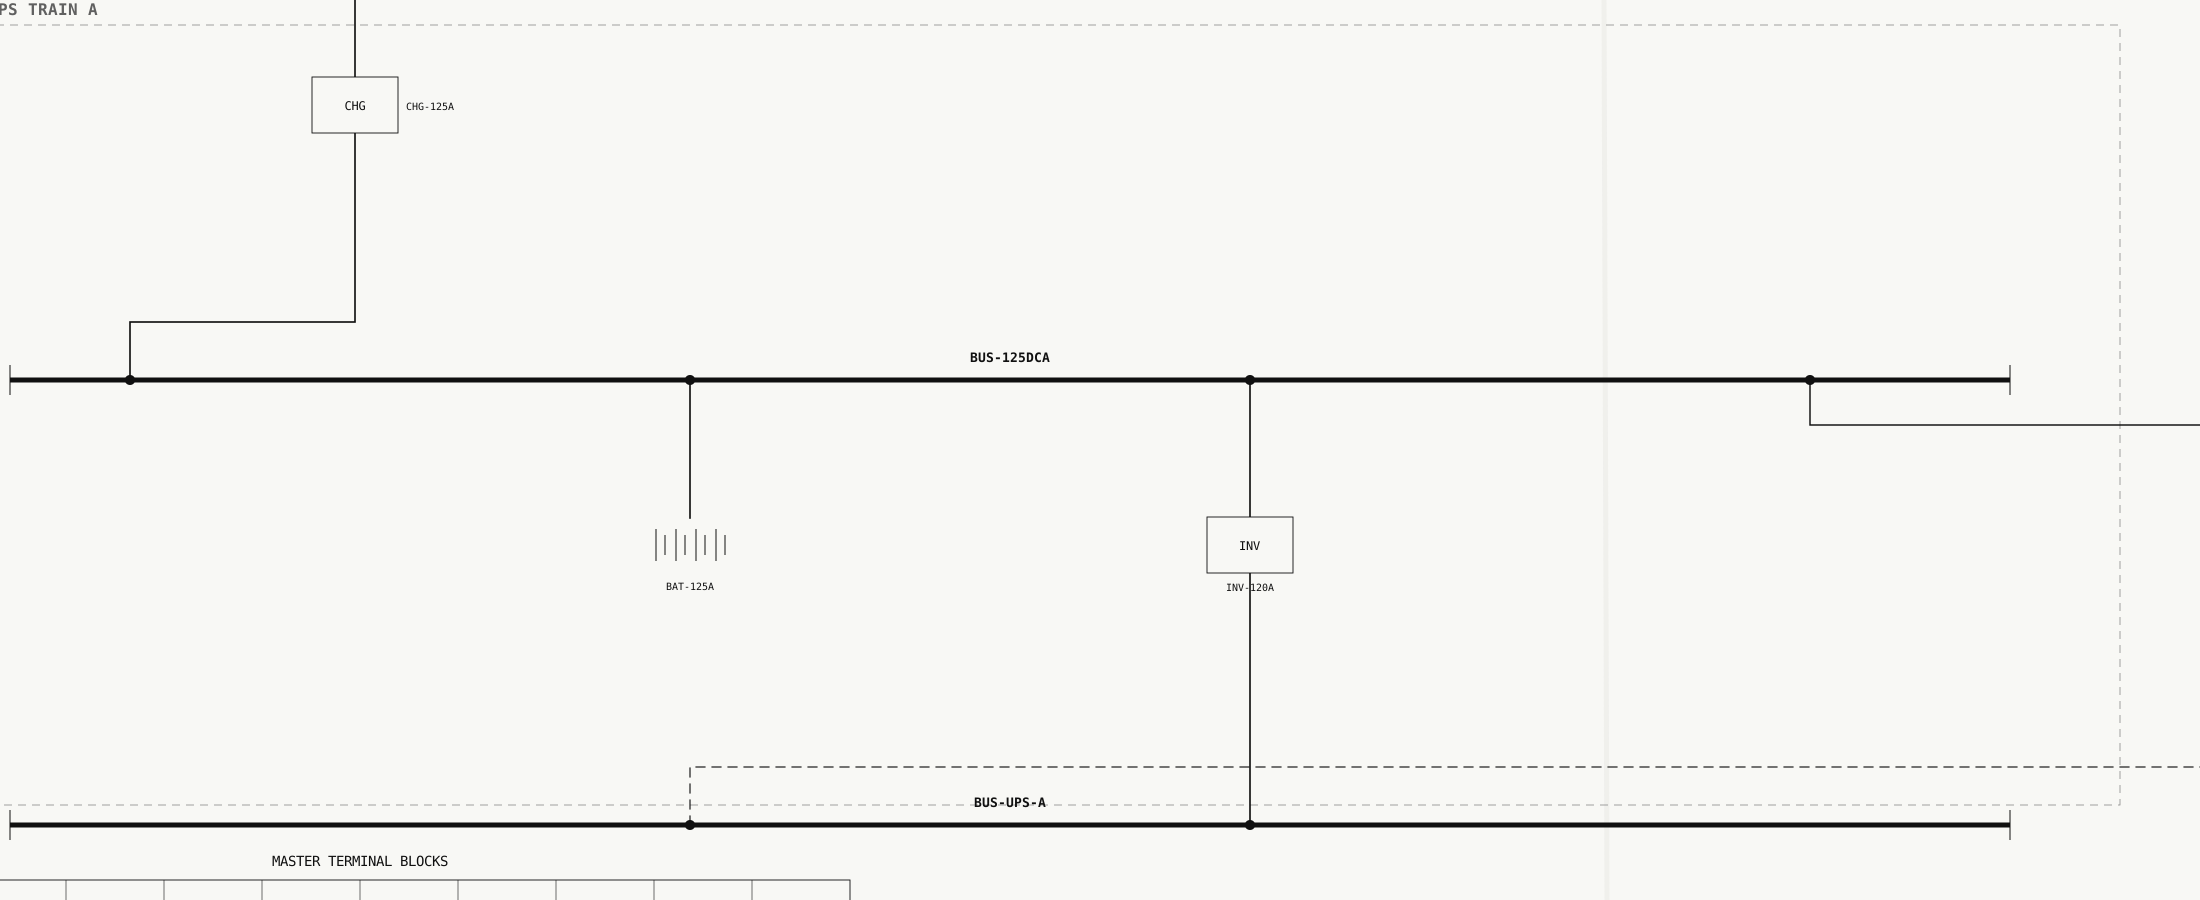 PS TRAIN A
CHG
CHG-125A
BUS-125DCA
BAT-125A
INV
INV-120A
BUS-UPS-A
MASTER TERMINAL BLOCKS